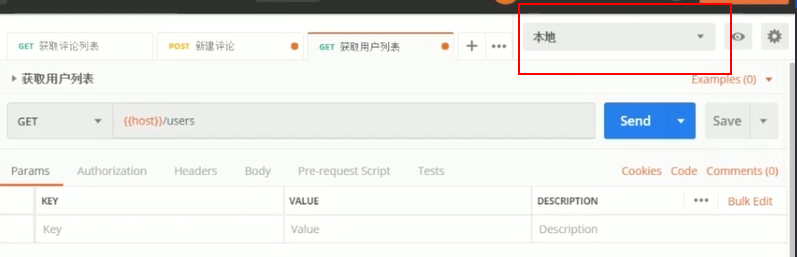 GET 获取评论列表 POST 新建评论 GET 获取用户列表 + ••• 本地
获取用户列表 Examples (0)
GET {{host}}/users Send Save
Params Authorization Headers Body Pre-request Script Tests Cookies Code Comments (0)
KEY VALUE DESCRIPTION ••• Bulk Edit
Key Value Description